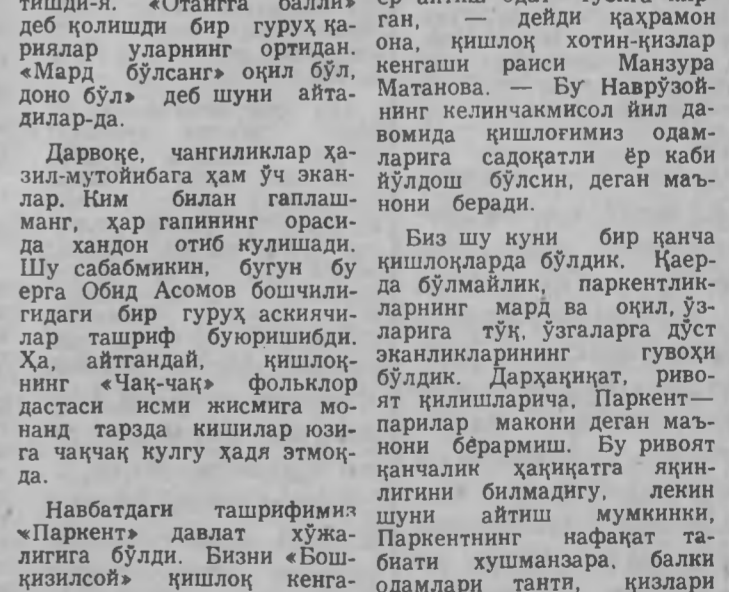 тишди-я. «Отангга балли»
деб қолишди бир гуруҳ қа-
риялар уларнинг ортидан.
«Мард бўлсанг» оқил бўл,
доно бўл» деб шуни айта-
дилар-да.
Дарвоқе, чангиликлар ҳа-
зил-мутойибага ҳам ўч экан-
лар. Ким билан гаплаш-
манг, ҳар гапининг ораси-
да хандон отиб кулишади.
Шу сабабмикин, бугун бу
ерга Обид Асомов бошчили-
гидаги бир гуруҳ аскиячи-
лар ташриф буюришибди.
Ҳа, айтгандай, қишлоқ-
нинг «Чақ-чақ» фольклор
дастаси исми жисмига мо-
нанд тарзда кишилар юзи-
га чақчақ кулгу ҳадя этмоқ-
да.
Навбатдаги ташрифимиз
«Паркент» давлат хўжа-
лигига бўлди. Бизни «Бош-
қизилсой» қишлоқ кенга-
ган, — дейди қаҳрамон
она, қишлоқ хотин-қизлар
кенгаши раиси Манзура
Матанова. — Бу Наврўзой-
нинг келинчакмисол йил да-
вомида қишлоғимиз одам-
ларига садоқатли ёр каби
йўлдош бўлсин, деган маъ-
нони беради.
Биз шу куни бир қанча
қишлоқларда бўлдик. Қаер-
да бўлмайлик, паркентлик-
ларнинг мард ва оқил, ўз-
ларига тўқ, ўзгаларга дўст
эканликларининг гувоҳи
бўлдик. Дарҳақиқат, риво-
ят қилишларича, Паркент—
парилар макони деган маъ-
нони берармиш. Бу ривоят
қанчалик ҳақиқатга яқин-
лигини билмадигу, лекин
шуни айтиш мумкинки,
Паркентнинг нафақат та-
биати хушманзара, балки
одамлари танти, қизлари